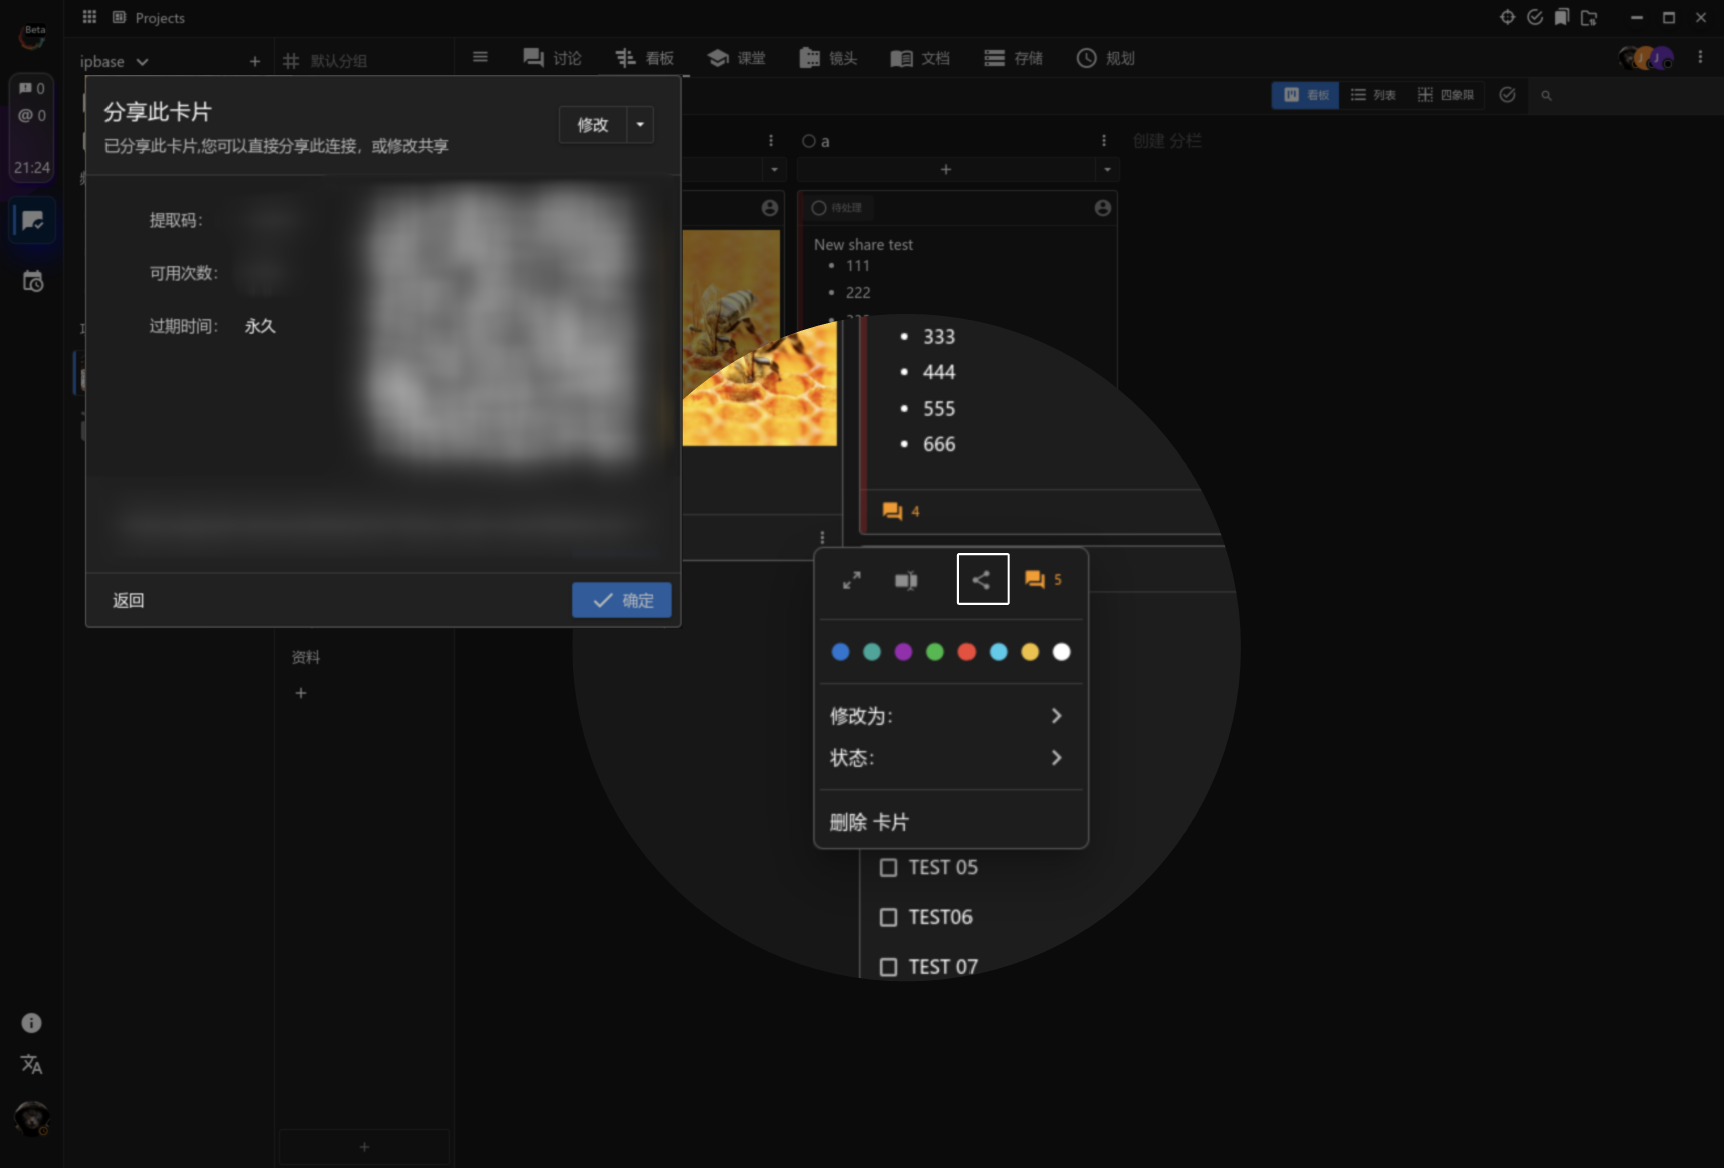 Beta
Projects
ipbase
默认分组
讨论
看板
课堂
镜头
文档
存储
规划
0
@ 0
21:24
看板
列表
四象限
分享此卡片
已分享此卡片,您可以直接分享此连接，或修改共享
修改
a
创建 分栏
提取码：
可用次数：
过期时间：
永久
待处理
New share test
111
222
333
444
555
666
4
5
返回
确定
资料
修改为：
状态：
删除 卡片
TEST 05
TEST06
TEST 07